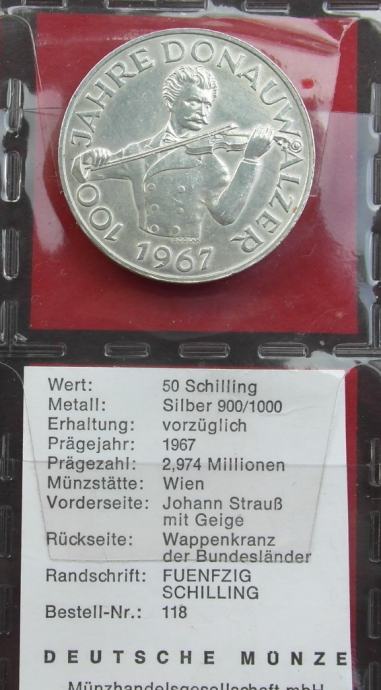 100 JAHRE DONAUWALZER
1967
Wert: 50 Schilling
Metall: Silber 900/1000
Erhaltung: vorzüglich
Prägejahr: 1967
Prägezahl: 2,974 Millionen
Münzstätte: Wien
Vorderseite: Johann Strauß
mit Geige
Rückseite: Wappenkranz
der Bundesländer
Randschrift: FUENFZIG
SCHILLING
Bestell-Nr.: 118
DEUTSCHE MÜNZE
Münzhandelsgesellschaft mbH